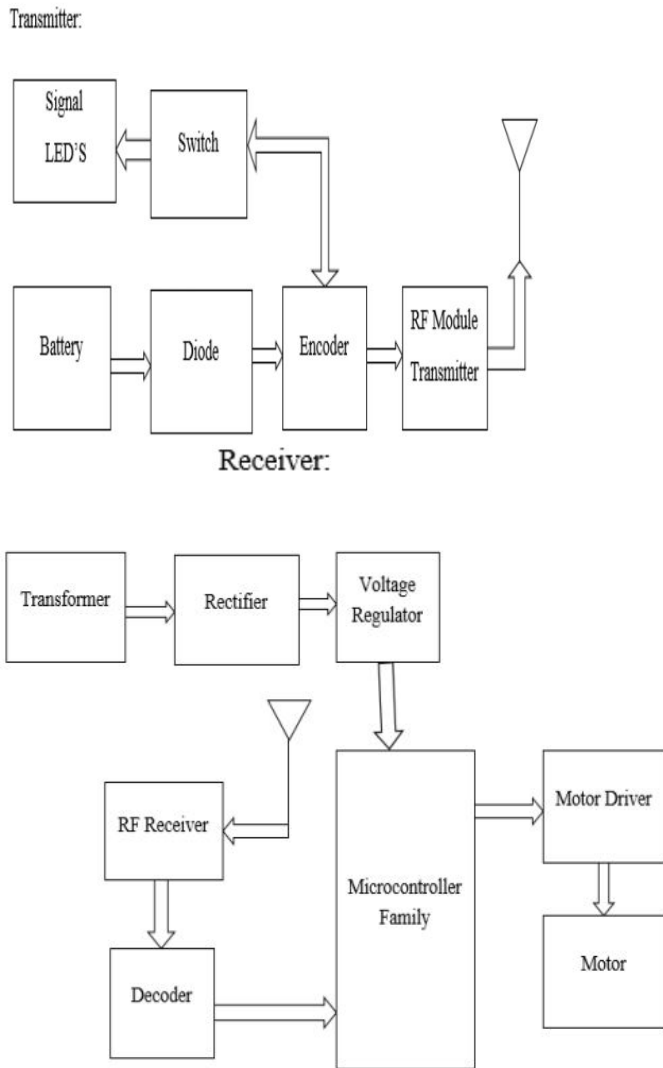 Transmitter:
Signal
LED'S
Switch
Battery
Diode
Encoder
RF Module
Transmitter
Receiver:
Transformer
Rectifier
Voltage
Regulator
RF Receiver
Microcontroller
Family
Motor Driver
Decoder
Motor